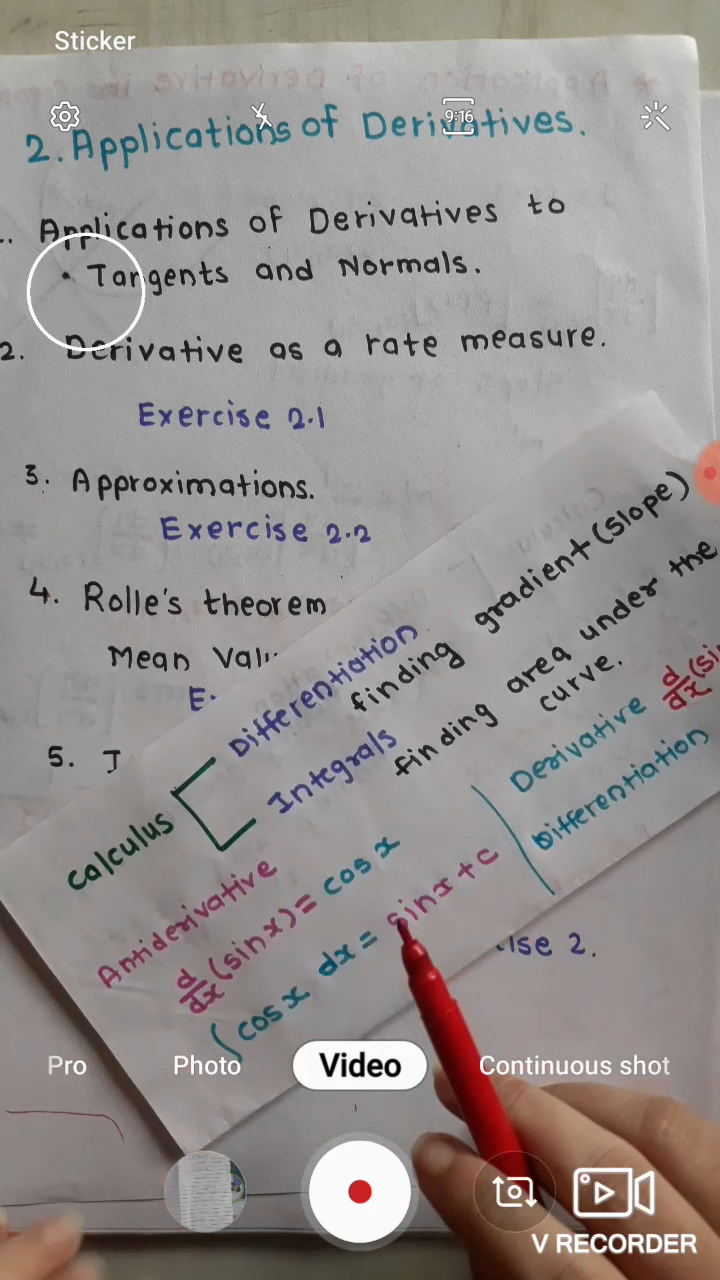 Sticker
9:16
2. Applications of Derivatives.
Applications of Derivatives to
• Tangents and Normals.
2. Derivative as a rate measure.
Exercise 2.1
3. Approximations.
Exercise 2.2
4. Rolle's theorem
Mean
5.
calculus
Differentiation
finding gradient (slope)
Integrals
finding area under the
curve.
Antiderivative
d/dx (sin x) = cos x
∫ cos x dx = sin x + c
Derivative d/dx
Differentiation
2.
Pro Photo Video Continuous shot
V RECORDER